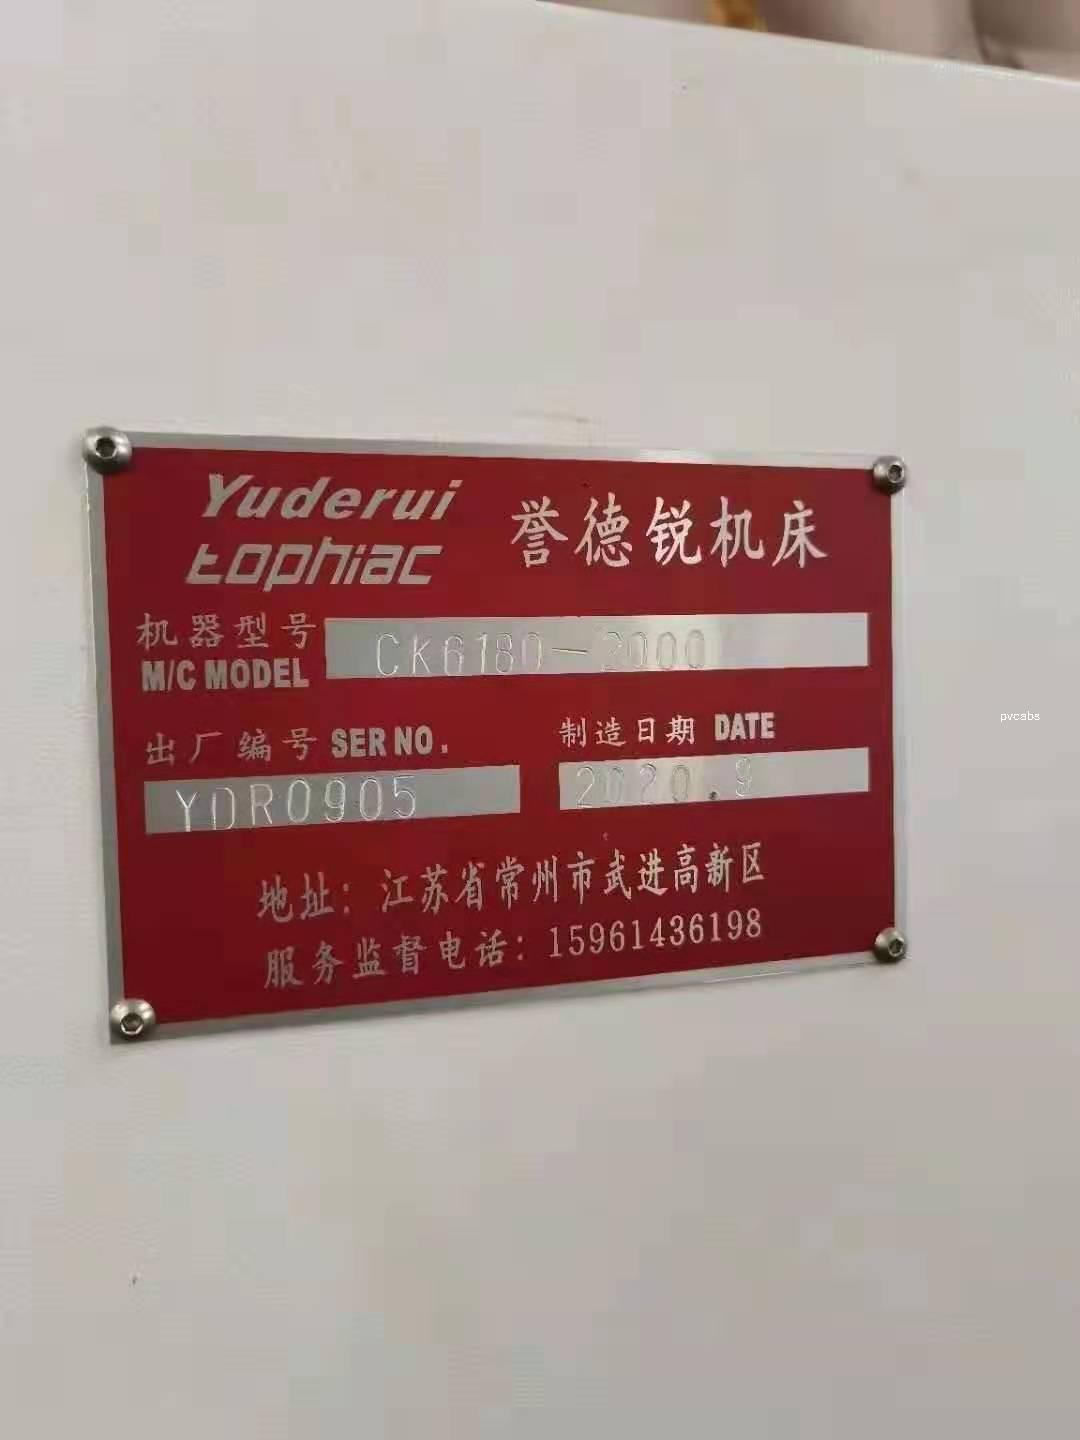 Yuderui
tophiac
誉德锐机床
机器型号
M/C MODEL
CK6180-2000
出厂编号 SER NO.
YDR0905
制造日期 DATE
2020.9
地址：江苏省常州市武进高新区
服务监督电话：15961436198
pvcabs